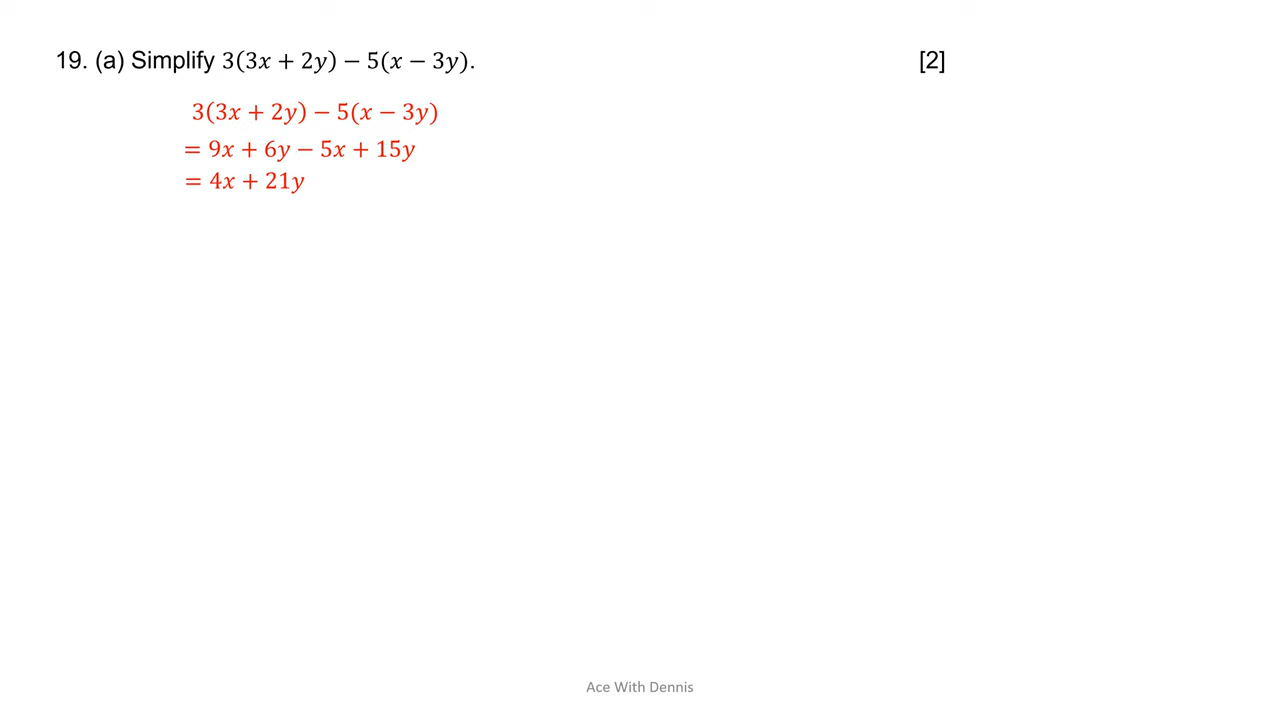 19. (a) Simplify 3(3x + 2y) − 5(x − 3y). [2]
3(3x + 2y) − 5(x − 3y)
= 9x + 6y − 5x + 15y
= 4x + 21y
Ace With Dennis